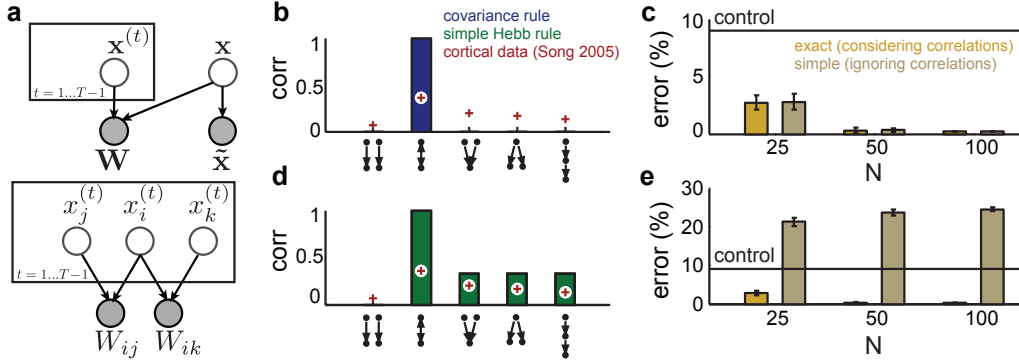 a
x^(t)
x
t = 1...T−1
W
x̃
x_j^(t) x_i^(t) x_k^(t)
t = 1...T−1
W_ij W_ik
b
covariance rule
simple Hebb rule
cortical data (Song 2005)
corr
1
0.5
0
c
control
exact (considering correlations)
simple (ignoring correlations)
error (%)
10
5
0
25 50 100
N
d
corr
1
0.5
0
e
error (%)
30
20
10
0
control
25 50 100
N